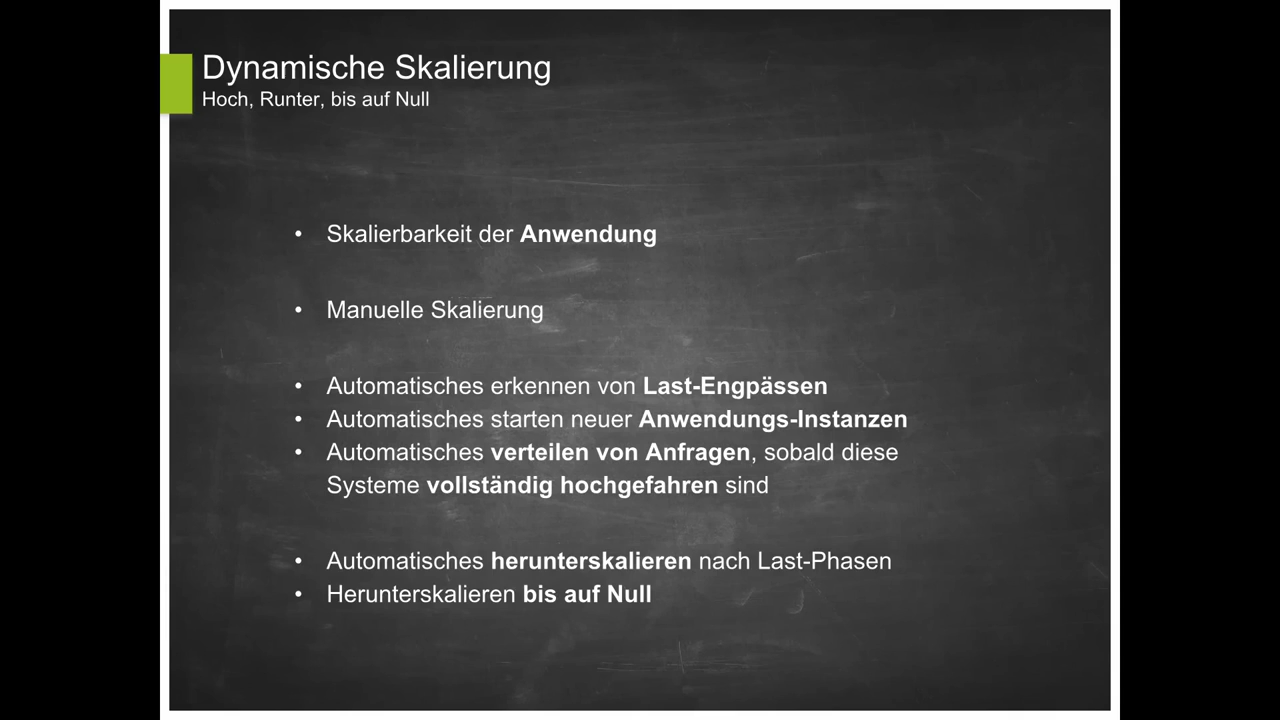 Dynamische Skalierung
Hoch, Runter, bis auf Null
• Skalierbarkeit der Anwendung
• Manuelle Skalierung
• Automatisches erkennen von Last-Engpässen
• Automatisches starten neuer Anwendungs-Instanzen
• Automatisches verteilen von Anfragen, sobald diese
Systeme vollständig hochgefahren sind
• Automatisches herunterskalieren nach Last-Phasen
• Herunterskalieren bis auf Null